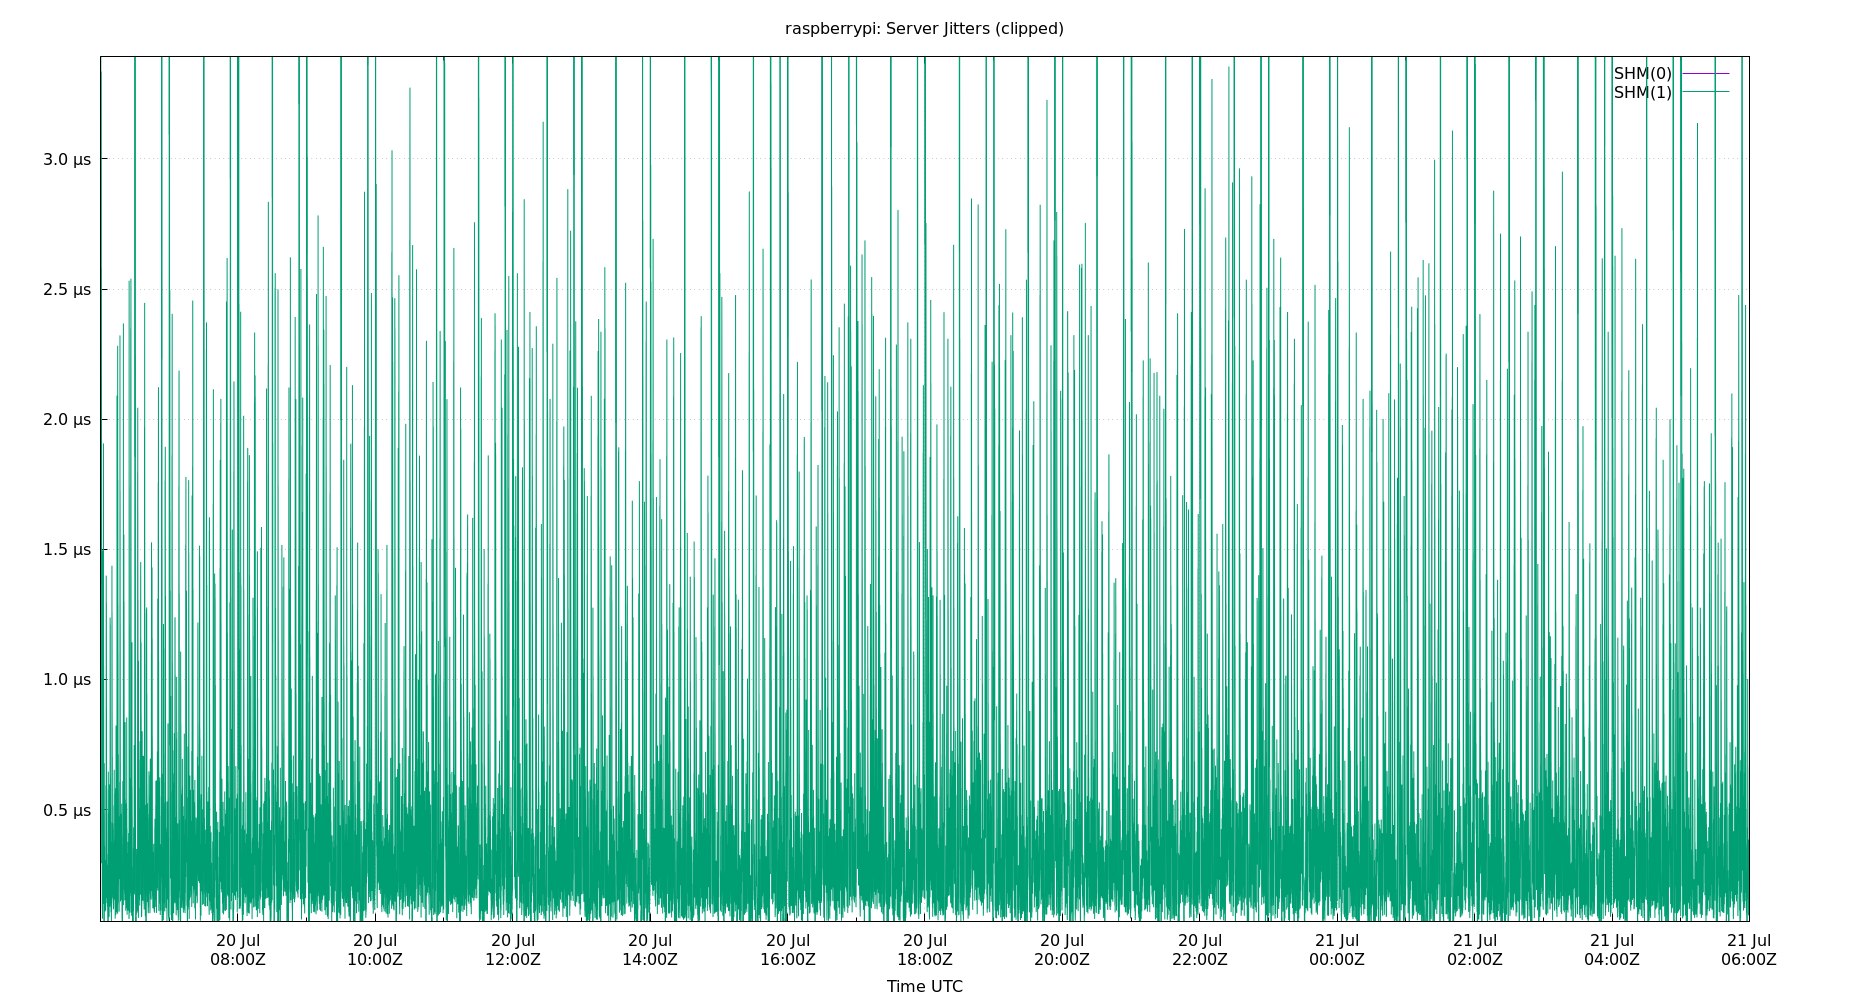 raspberrypi: Server Jitters (clipped)
SHM(0)
SHM(1)
3.0 µs
2.5 µs
2.0 µs
1.5 µs
1.0 µs
0.5 µs
20 Jul 20 Jul 20 Jul 20 Jul 20 Jul 20 Jul 20 Jul 20 Jul 21 Jul 21 Jul 21 Jul 21 Jul
08:00Z 10:00Z 12:00Z 14:00Z 16:00Z 18:00Z 20:00Z 22:00Z 00:00Z 02:00Z 04:00Z 06:00Z
Time UTC